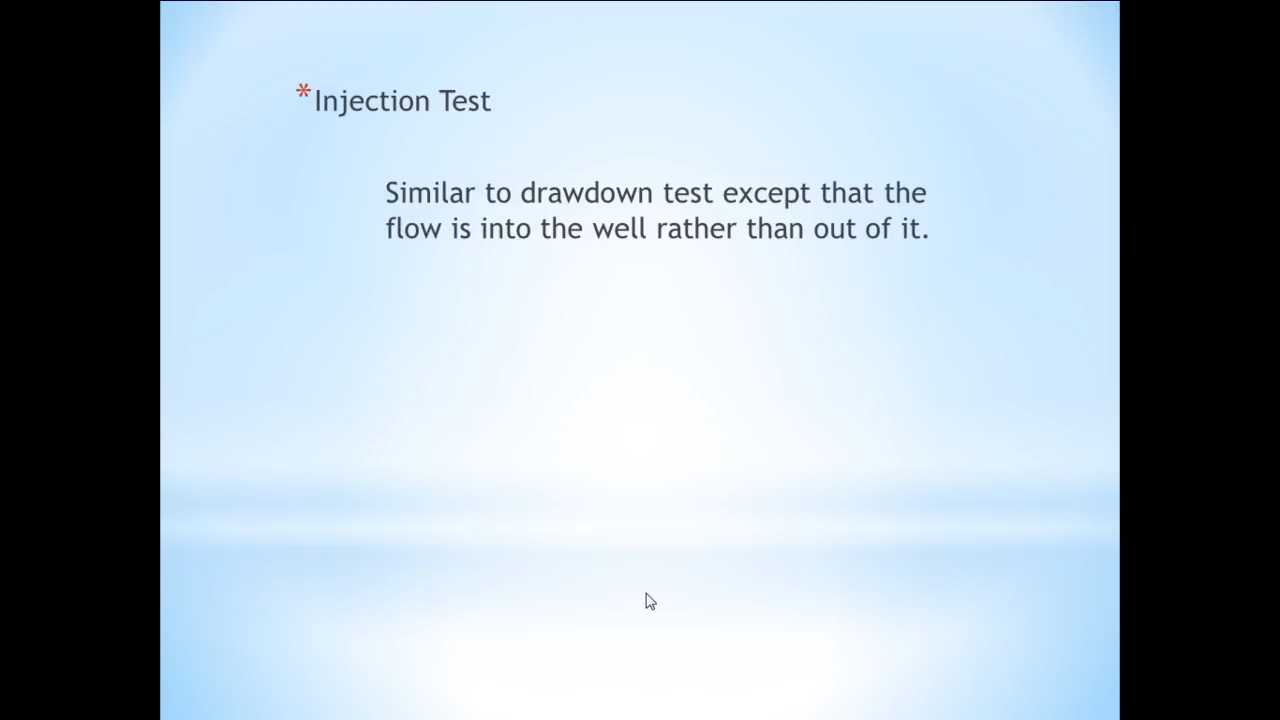 *Injection Test
Similar to drawdown test except that the
flow is into the well rather than out of it.